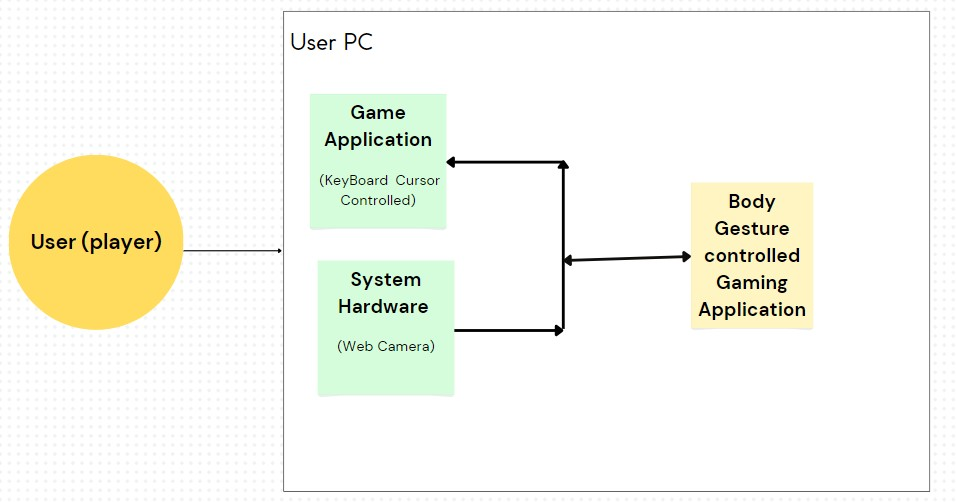 User PC
Game
Application
(KeyBoard Cursor
Controlled)
User (player)
System
Hardware
(Web Camera)
Body
Gesture
controlled
Gaming
Application